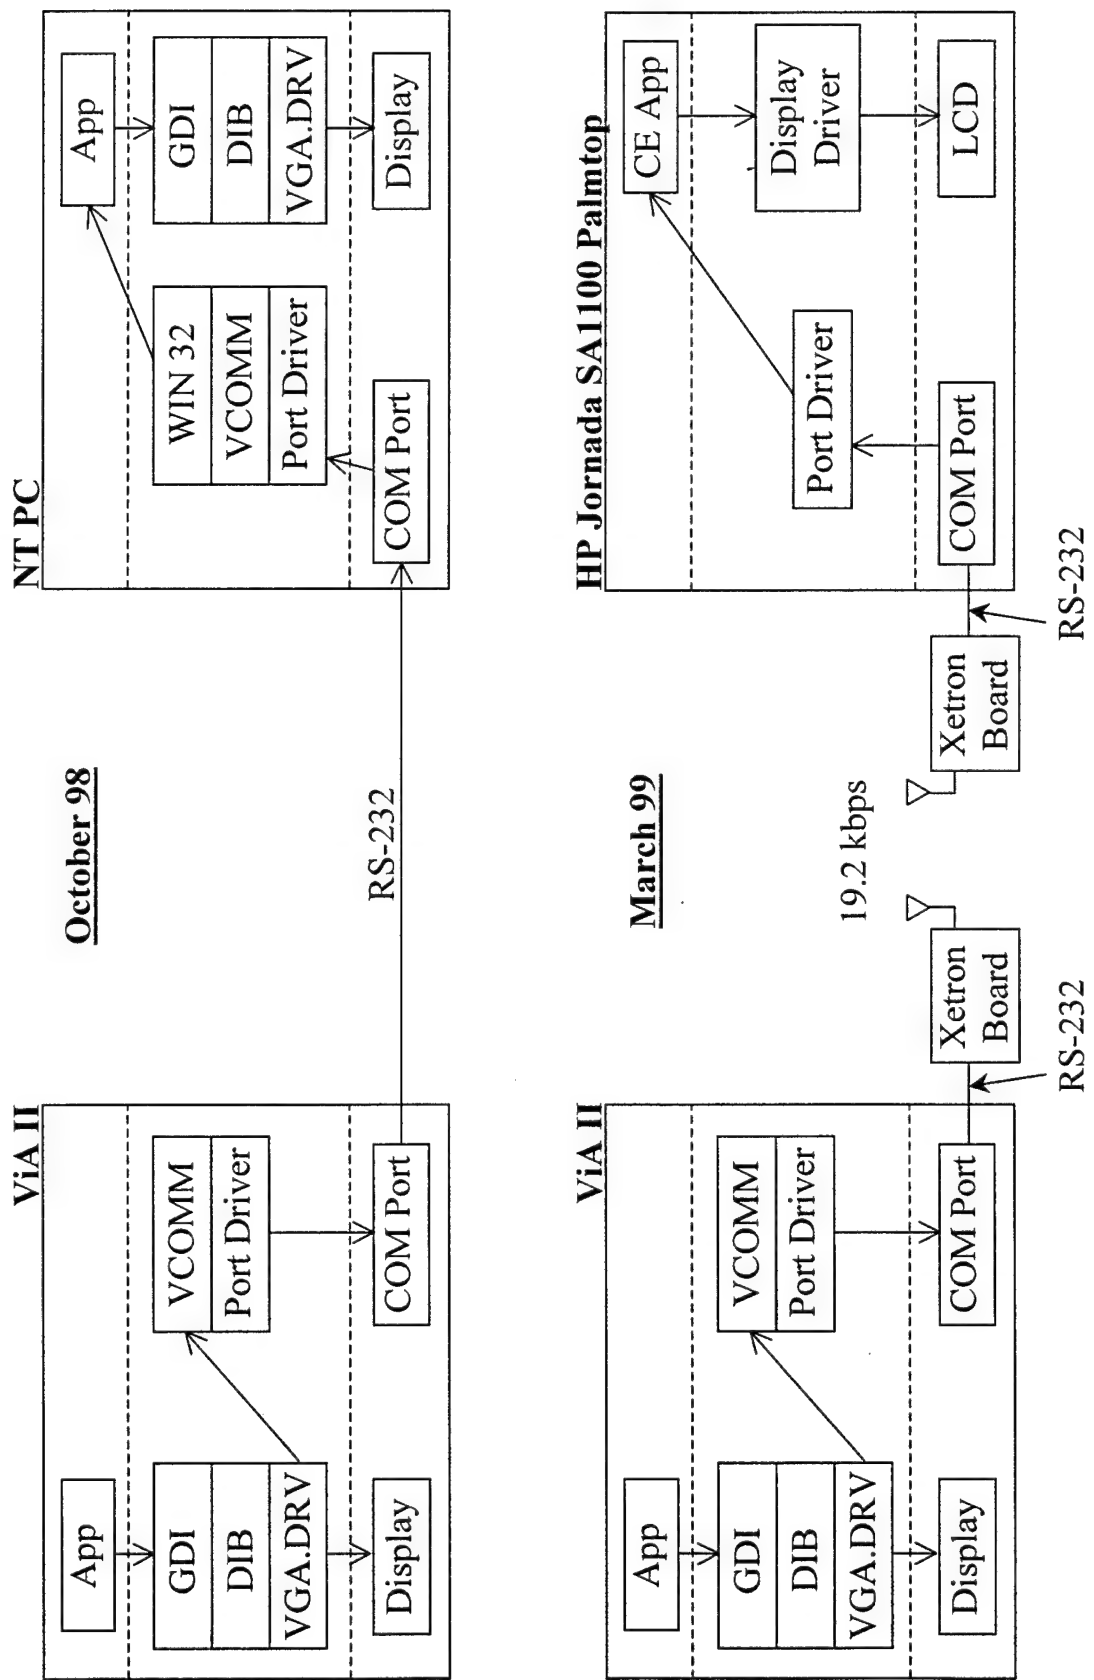 October 98
ViA II
App
GDI
DIB
VGA.DRV
Display
VCOMM
Port Driver
COM Port
RS-232
NT PC
COM Port
WIN 32
VCOMM
Port Driver
App
GDI
DIB
VGA.DRV
Display
March 99
ViA II
App
GDI
DIB
VGA.DRV
Display
VCOMM
Port Driver
COM Port
RS-232
Xetron
Board
19.2 kbps
Xetron
Board
RS-232
HP Jornada SA1100 Palmtop
COM Port
Port Driver
CE App
Display
Driver
LCD